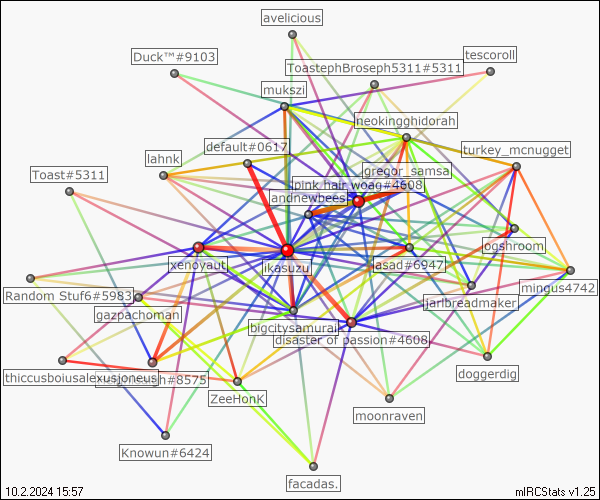 avelicious
Duck™#9103
tescoroll
ToastephBroseph5311#5311
mukszi
neokingghidorah
default#0617
turkey_mcnugget
lahnk
gregor_samsa
Toast#5311
pink hair woag#4608
andnewbees
ogshroom
xenoyaut
ikasuzu
asad#6947
mingus4742
Random Stuf6#5983
jarlbreadmaker
gazpachoman
bigcitysamurai
disaster of passion#4608
thiccusboiusalexusjoneus
#8575
doggerdig
ZeeHonK
moonraven
Knowun#6424
facadas.
10.2.2024 15:57
mIRCStats v1.25